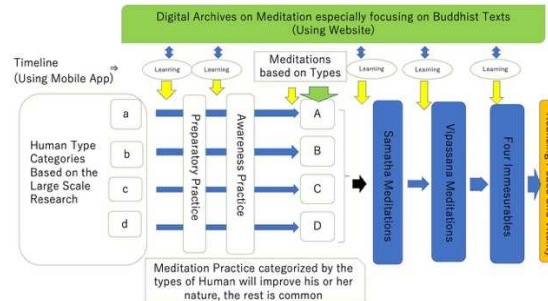 Digital Archives on Meditation especially focusing on Buddhist Texts
(Using Website)
Timeline ⇒
(Using Mobile App)
Learning
Learning
Meditations
based on Types
Learning
Learning
Learning
Human Type
Categories
Based on the
Large Scale
Research
a
b
c
d
Preparatory Practice
Awareness Practice
A
B
C
D
Samatha Meditations
Vipassana Meditations
Four Immesurables
Meditation Practice categorized by the
types of Human will improve his or her
nature, the rest is common